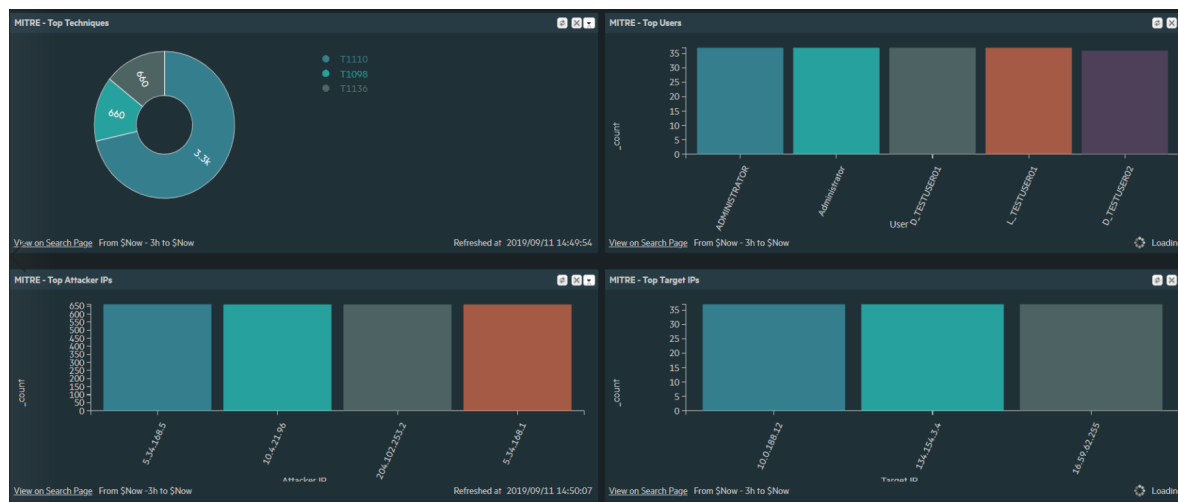 MITRE - Top Techniques
660
660
3.3k
T1110
T1098
T1136
View on Search Page From $Now - 3h to $Now
Refreshed at 2019/09/11 14:49:54
MITRE - Top Users
35
30
25
20
15
10
5
0
_count
ADMINISTRATOR
Administrator
D_TESTUSER01
L_TESTUSER01
D_TESTUSER02
User
View on Search Page From $Now - 3h to $Now
Loading
MITRE - Top Attacker IPs
650
600
550
500
450
400
350
300
250
200
150
100
50
0
_count
5.34.168.5
10.4.21.96
204.102.253.2
5.34.168.1
Attacker IP
View on Search Page From $Now -3h to $Now
Refreshed at 2019/09/11 14:50:07
MITRE - Top Target IPs
35
30
25
20
15
10
5
0
_count
10.0.188.12
134.154.3.4
16.59.62.255
Target IP
View on Search Page From $Now - 3h to $Now
Loading